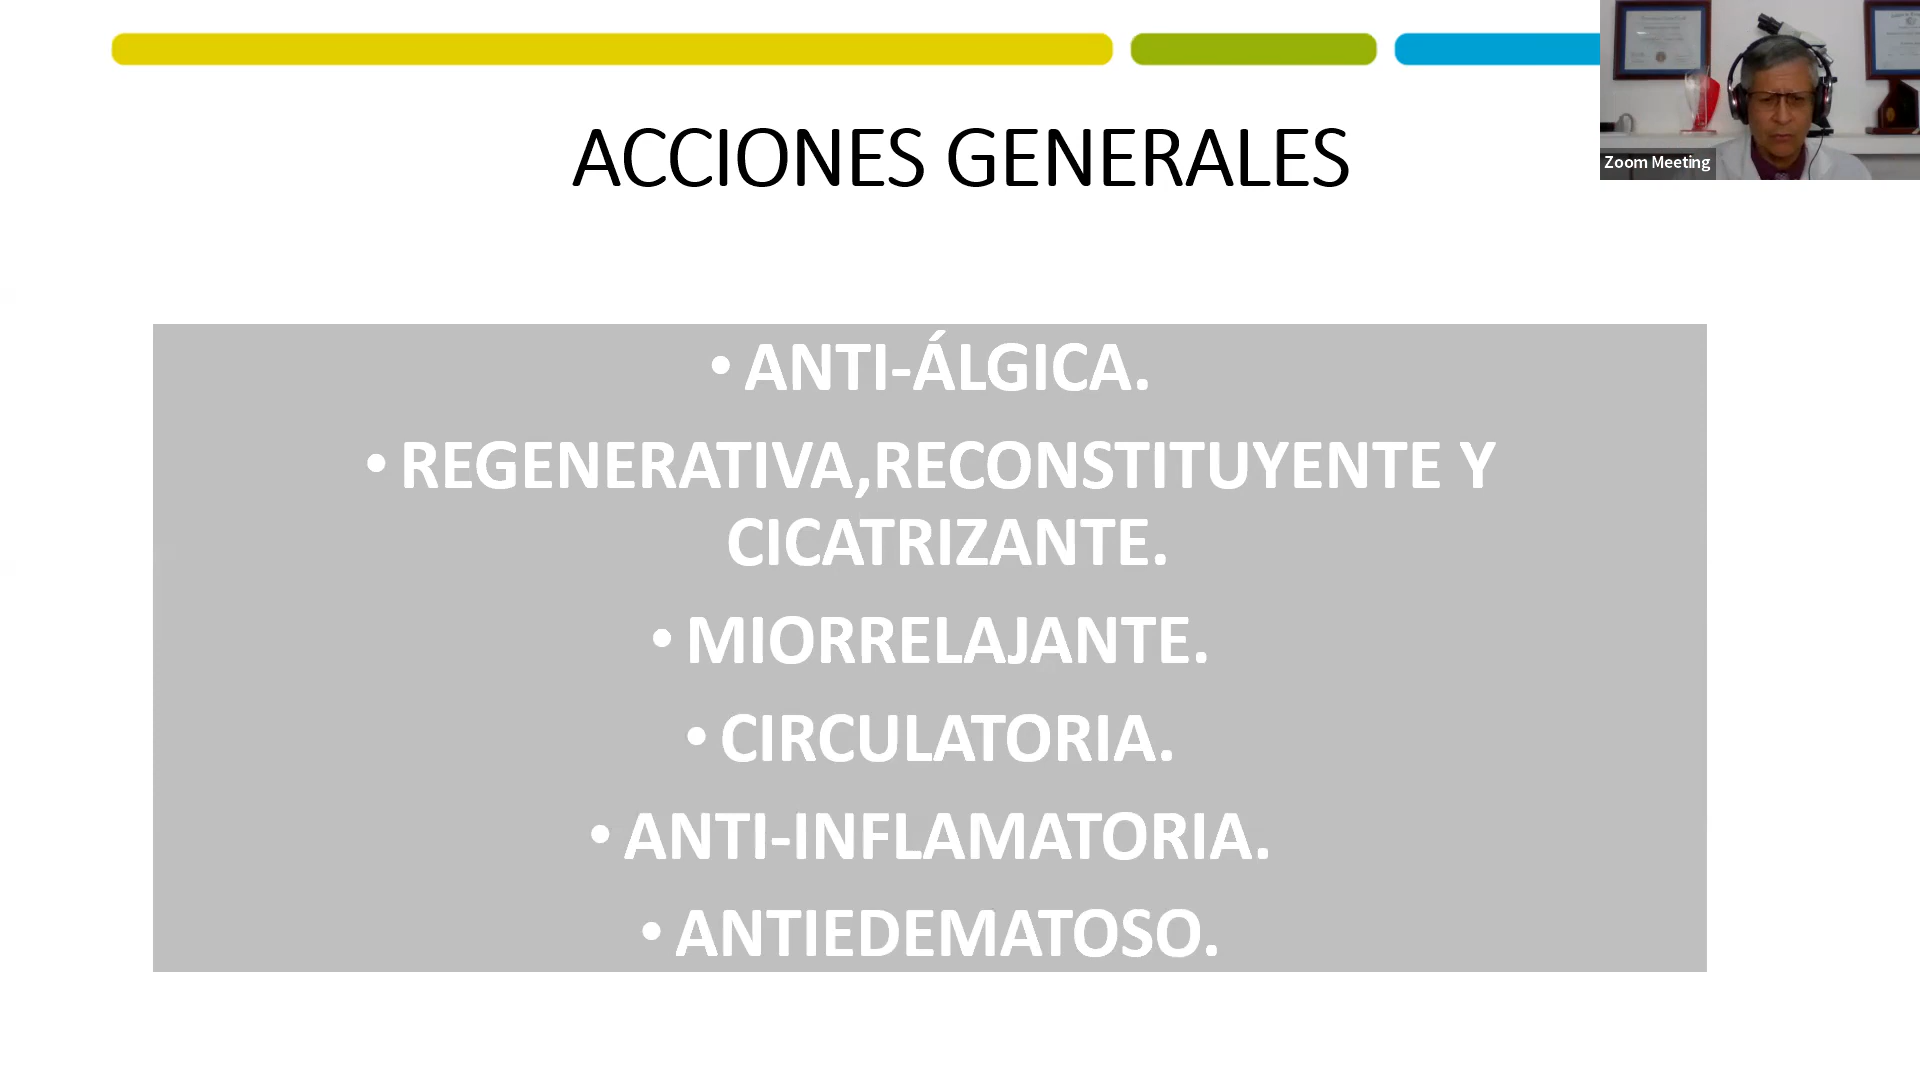 ACCIONES GENERALES
Zoom Meeting
• ANTI-ÁLGICA.
• REGENERATIVA,RECONSTITUYENTE Y
CICATRIZANTE.
• MIORRELAJANTE.
• CIRCULATORIA.
• ANTI-INFLAMATORIA.
• ANTIEDEMATOSO.